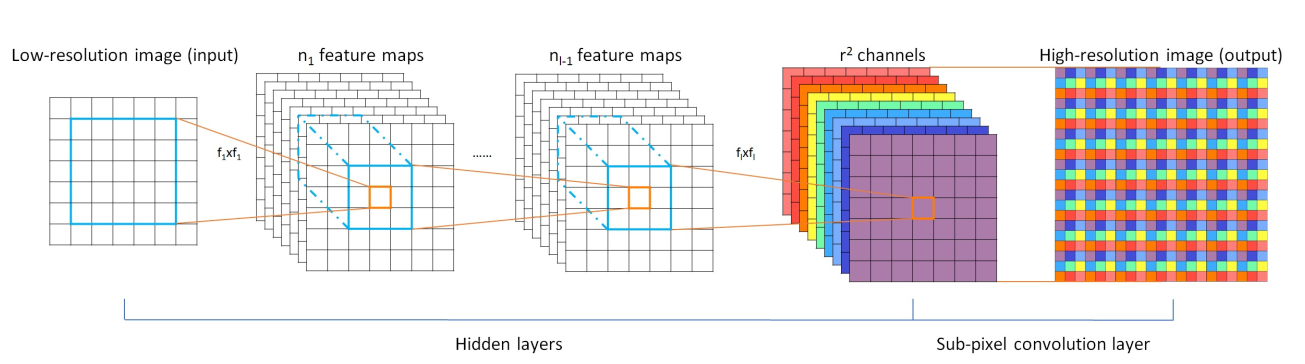 Low-resolution image (input)
n1 feature maps
nl-1 feature maps
r2 channels
High-resolution image (output)
f1xf1
......
flxfl
Hidden layers
Sub-pixel convolution layer